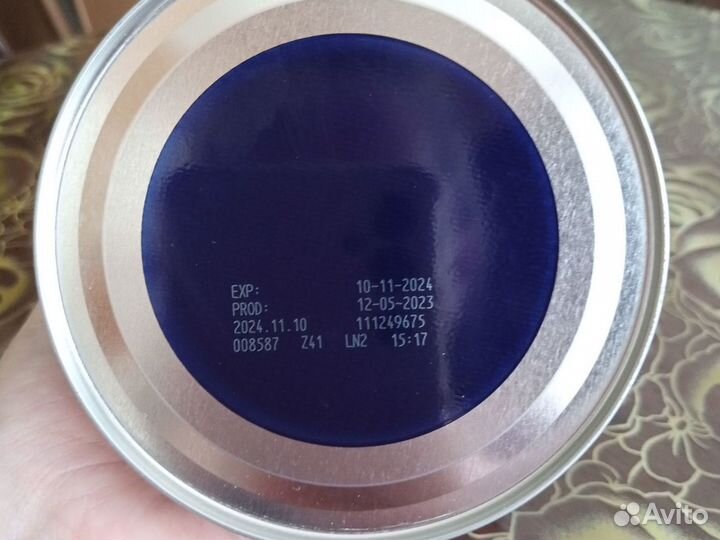 EXP: 10-11-2024
PROD: 12-05-2023
2024.11.10 111249675
008587 Z41 LN2 15:17
Avito